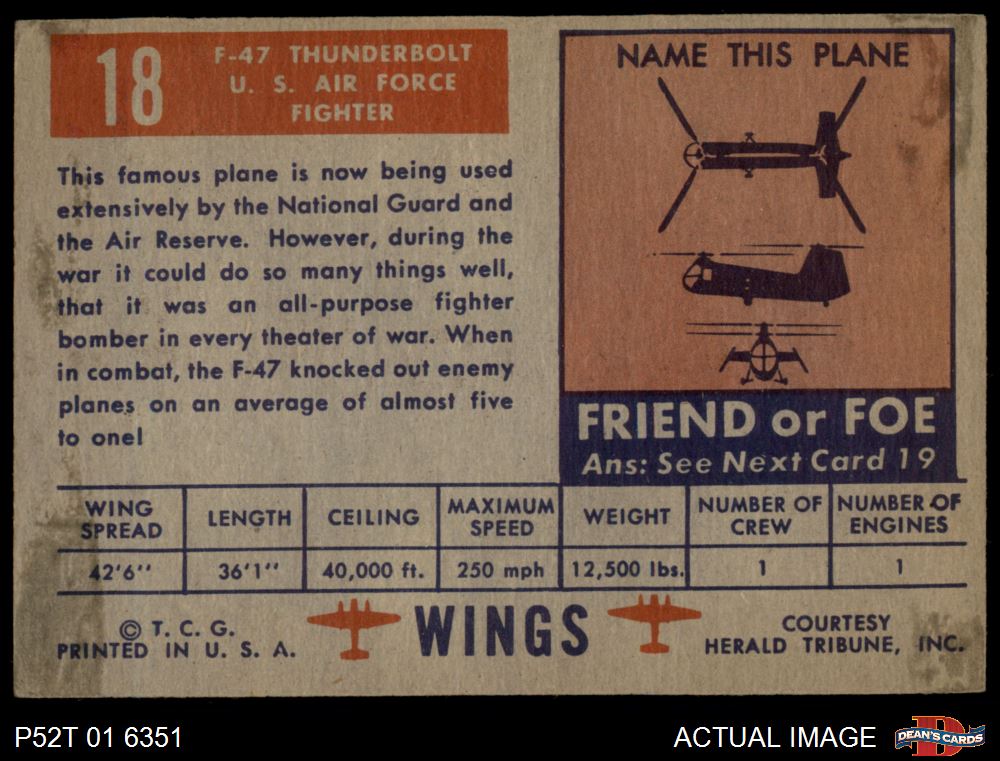 18
F-47 THUNDERBOLT
U. S. AIR FORCE
FIGHTER
This famous plane is now being used
extensively by the National Guard and
the Air Reserve. However, during the
war it could do so many things well,
that it was an all-purpose fighter
bomber in every theater of war. When
in combat, the F-47 knocked out enemy
planes on an average of almost five
to one!
NAME THIS PLANE
FRIEND or FOE
Ans: See Next Card 19
WING SPREAD LENGTH CEILING MAXIMUM SPEED WEIGHT NUMBER OF CREW NUMBER OF ENGINES
42'6'' 36'1'' 40,000 ft. 250 mph 12,500 lbs. 1 1
© T. C. G.
PRINTED IN U. S. A.
WINGS
COURTESY
HERALD TRIBUNE, INC.
P52T 01 6351
ACTUAL IMAGE
D
DEAN'S CARDS